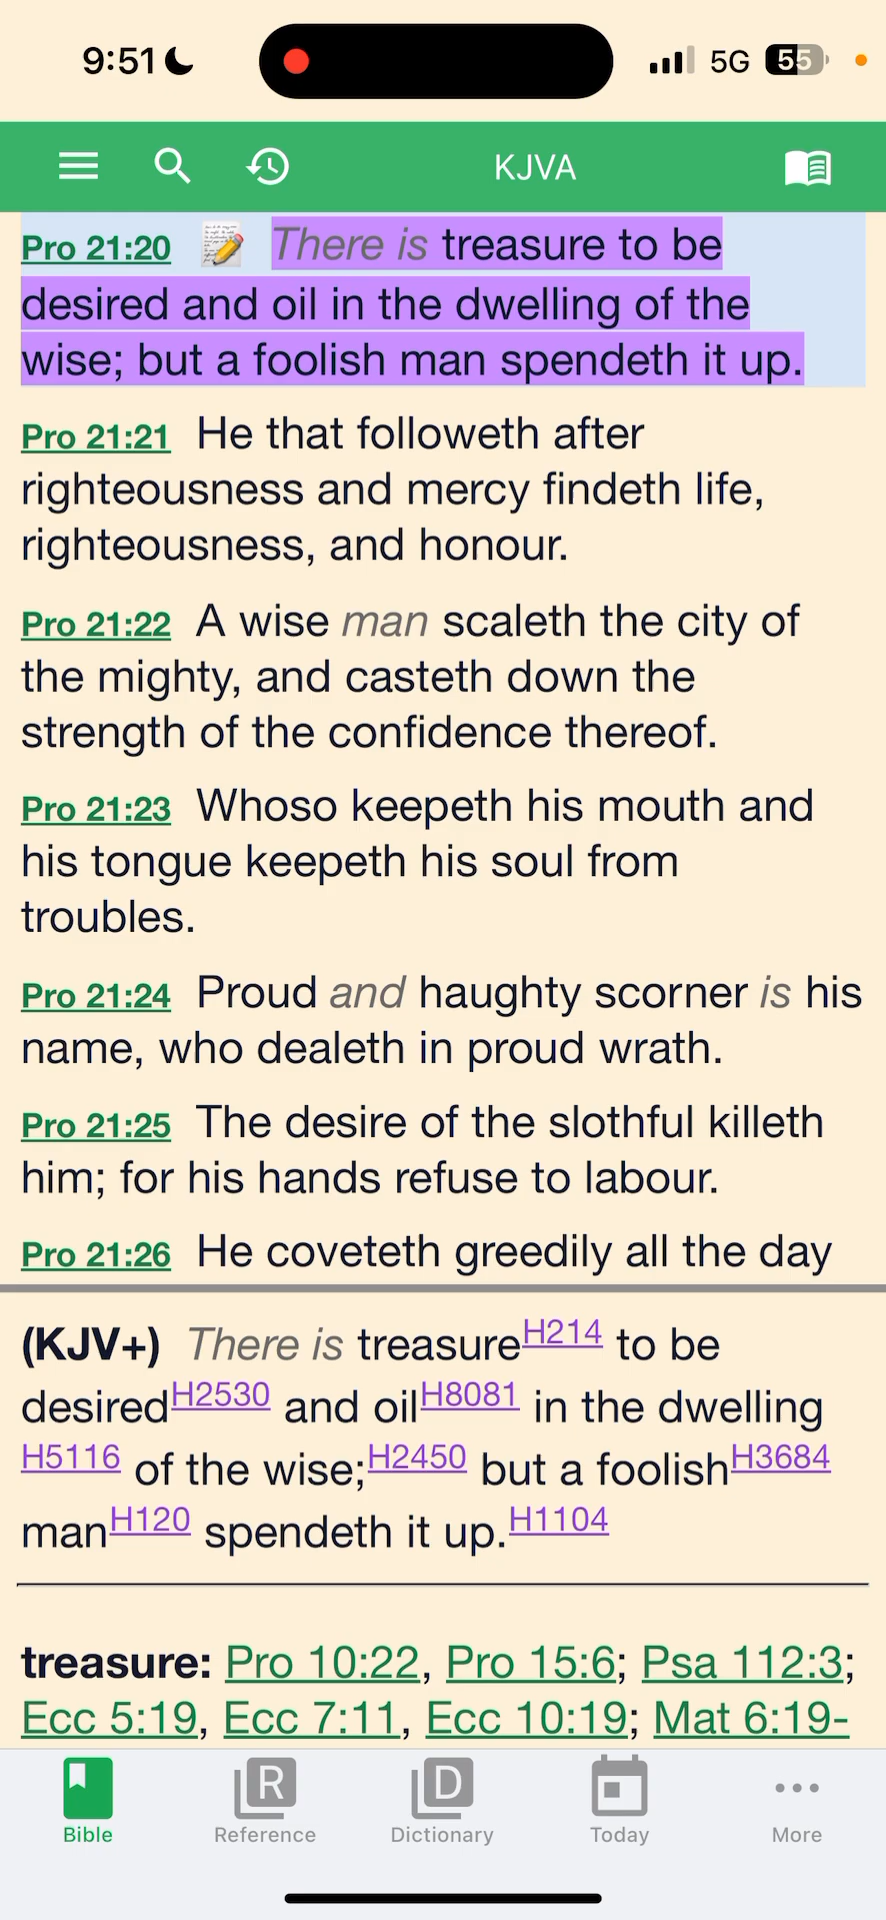 9:51
5G
55
KJVA
Pro 21:20 There is treasure to be
desired and oil in the dwelling of the
wise; but a foolish man spendeth it up.
Pro 21:21 He that followeth after
righteousness and mercy findeth life,
righteousness, and honour.
Pro 21:22 A wise man scaleth the city of
the mighty, and casteth down the
strength of the confidence thereof.
Pro 21:23 Whoso keepeth his mouth and
his tongue keepeth his soul from
troubles.
Pro 21:24 Proud and haughty scorner is his
name, who dealeth in proud wrath.
Pro 21:25 The desire of the slothful killeth
him; for his hands refuse to labour.
Pro 21:26 He coveteth greedily all the day
(KJV+) There is treasureH214 to be
desiredH2530 and oilH8081 in the dwelling
H5116 of the wise;H2450 but a foolishH3684
manH120 spendeth it up.H1104
treasure: Pro 10:22, Pro 15:6; Psa 112:3;
Ecc 5:19, Ecc 7:11, Ecc 10:19; Mat 6:19-
R
D
Bible
Reference
Dictionary
Today
More